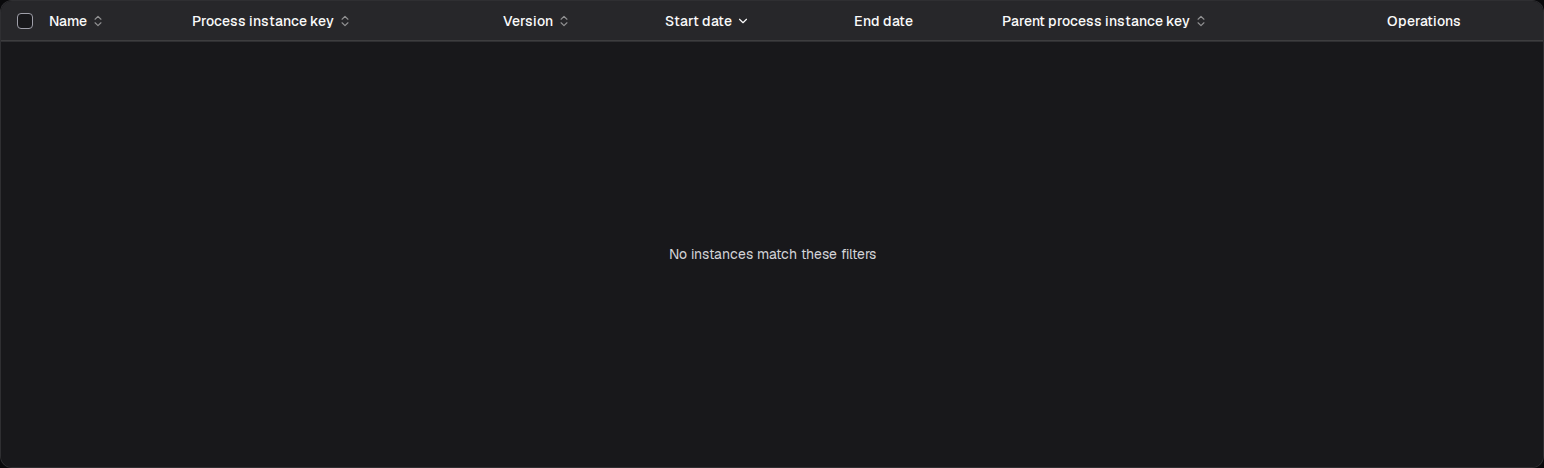 Name Process instance key Version Start date End date Parent process instance key Operations
No instances match these filters